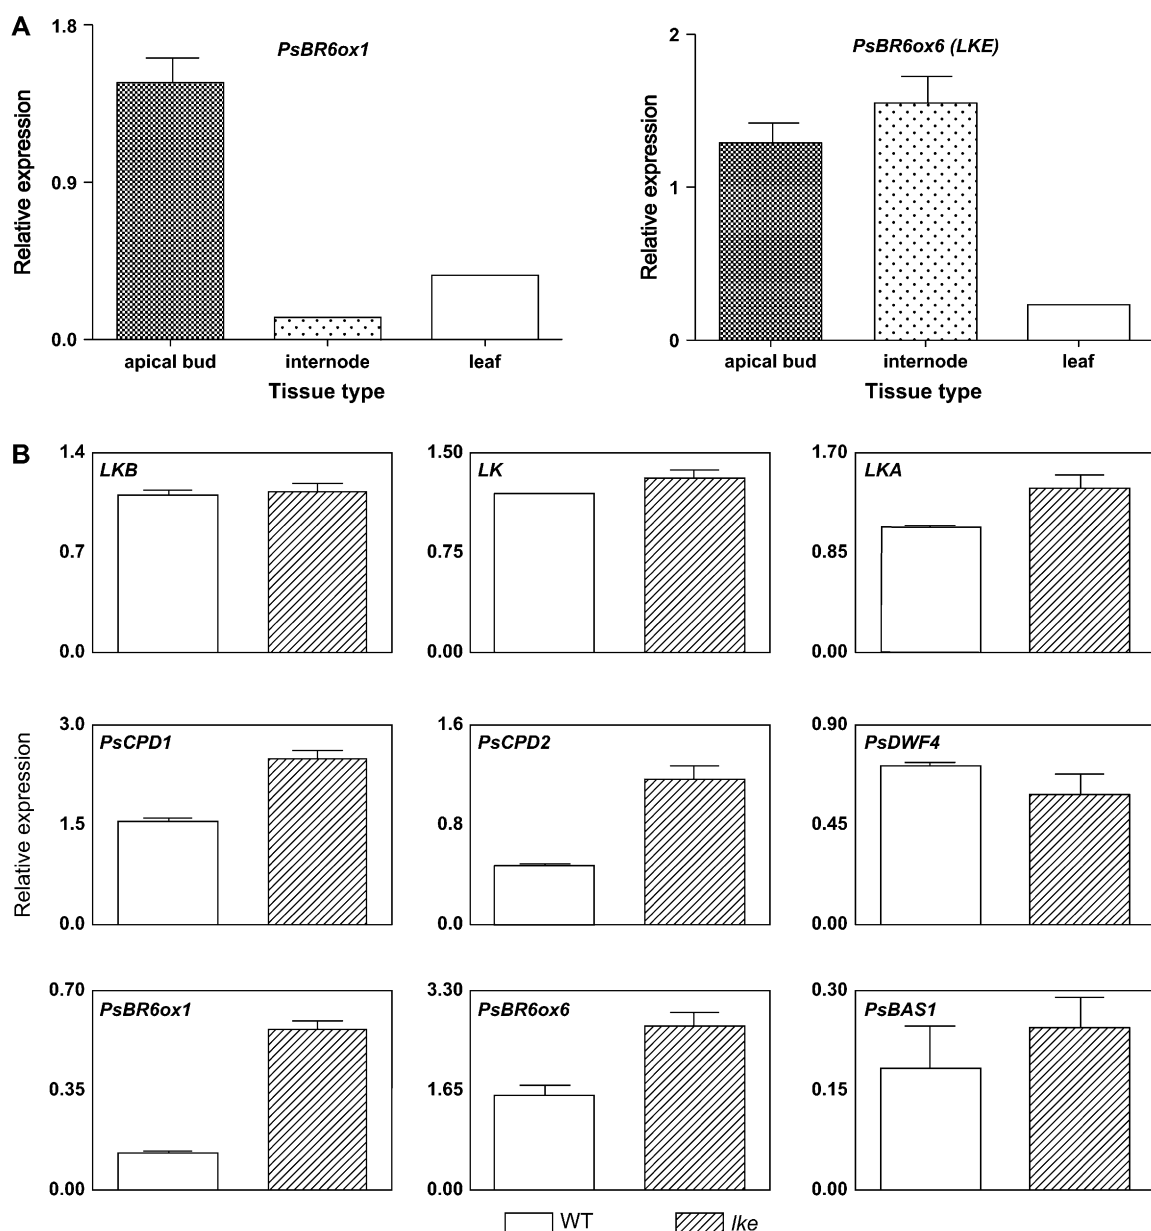 A
PsBR6ox1
PsBR6ox6 (LKE)
Relative expression
1.8
0.9
0.0
apical bud
internode
leaf
Tissue type
Relative expression
2
1
0
apical bud
internode
leaf
Tissue type
B
Relative expression
LKB
1.4
0.7
0.0
LK
1.50
0.75
0.00
LKA
1.70
0.85
0.00
PsCPD1
3.0
1.5
0.0
PsCPD2
1.6
0.8
0.0
PsDWF4
0.90
0.45
0.00
PsBR6ox1
0.70
0.35
0.00
PsBR6ox6
3.30
1.65
0.00
PsBAS1
0.30
0.15
0.00
WT
lke